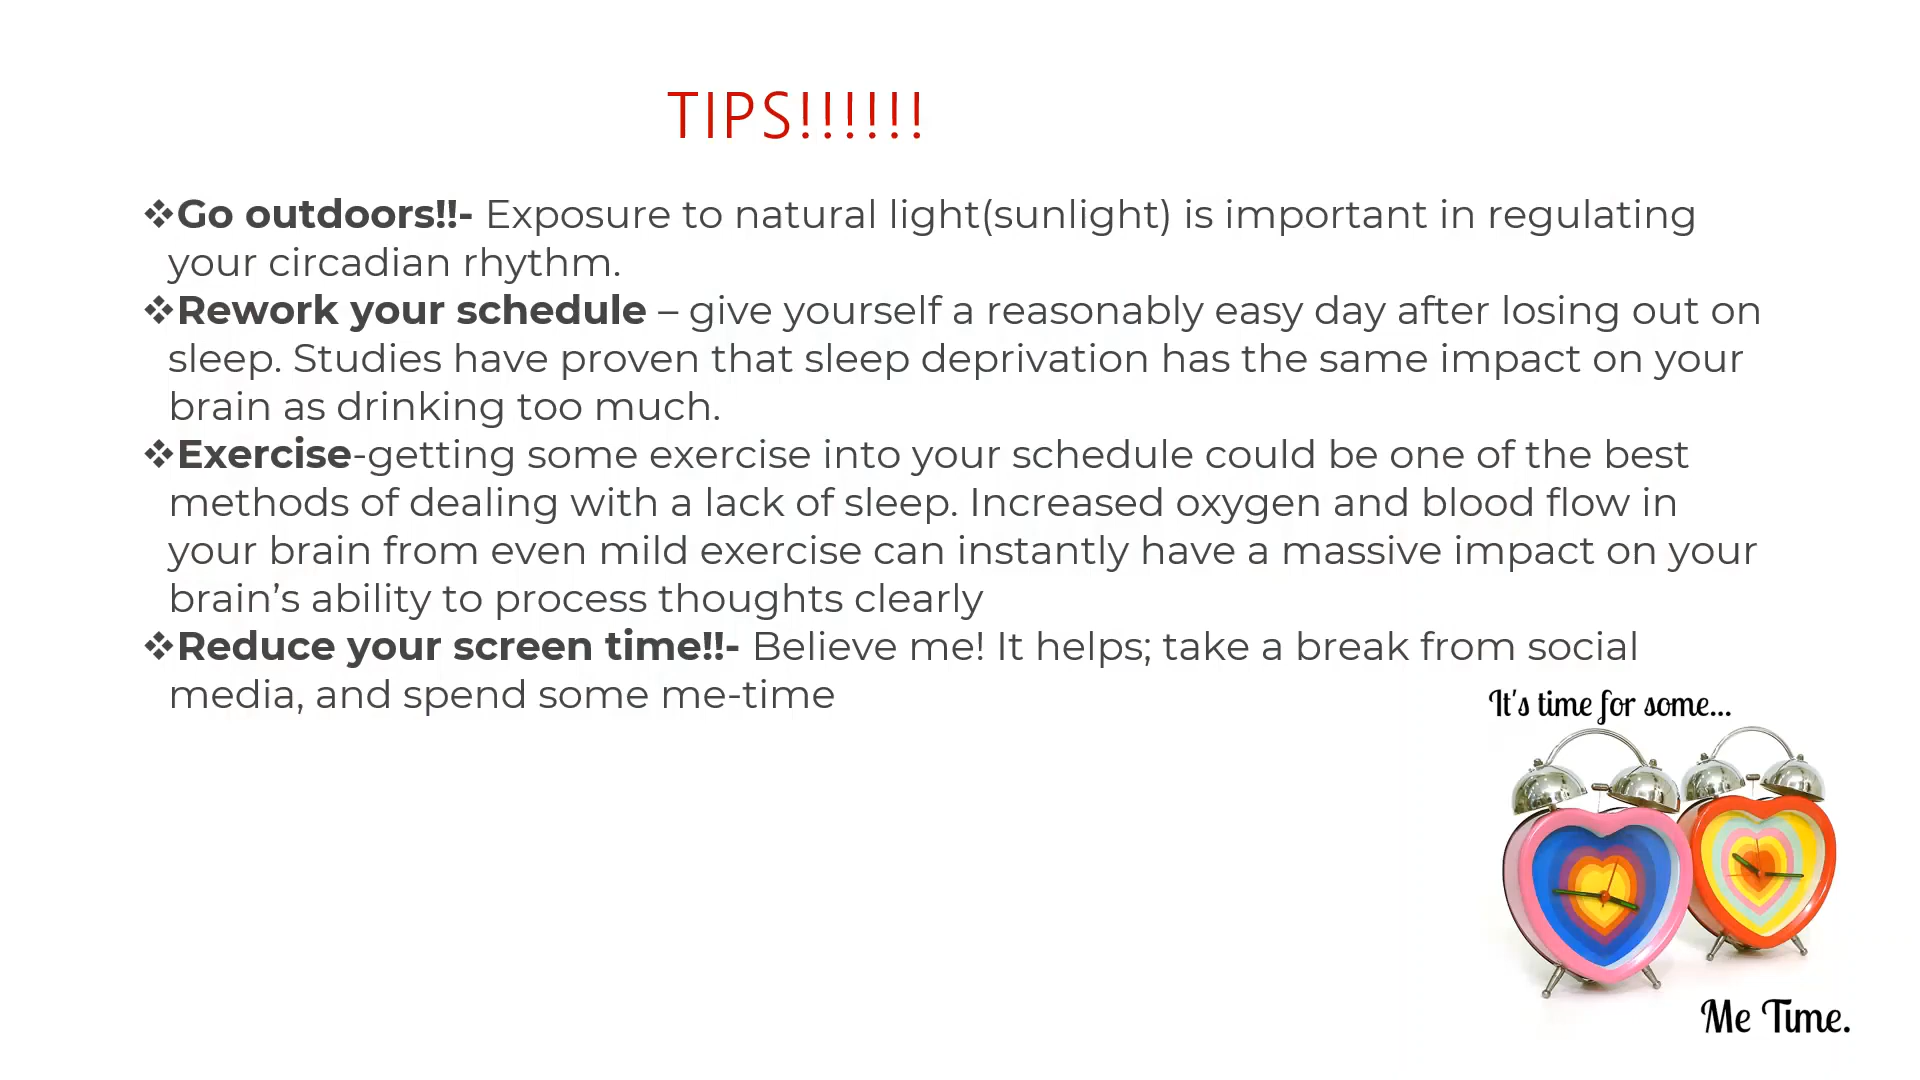 TIPS!!!!!!
❖Go outdoors!!- Exposure to natural light(sunlight) is important in regulating
your circadian rhythm.
❖Rework your schedule – give yourself a reasonably easy day after losing out on
sleep. Studies have proven that sleep deprivation has the same impact on your
brain as drinking too much.
❖Exercise-getting some exercise into your schedule could be one of the best
methods of dealing with a lack of sleep. Increased oxygen and blood flow in
your brain from even mild exercise can instantly have a massive impact on your
brain’s ability to process thoughts clearly
❖Reduce your screen time!!- Believe me! It helps; take a break from social
media, and spend some me-time
It's time for some...
Me Time.